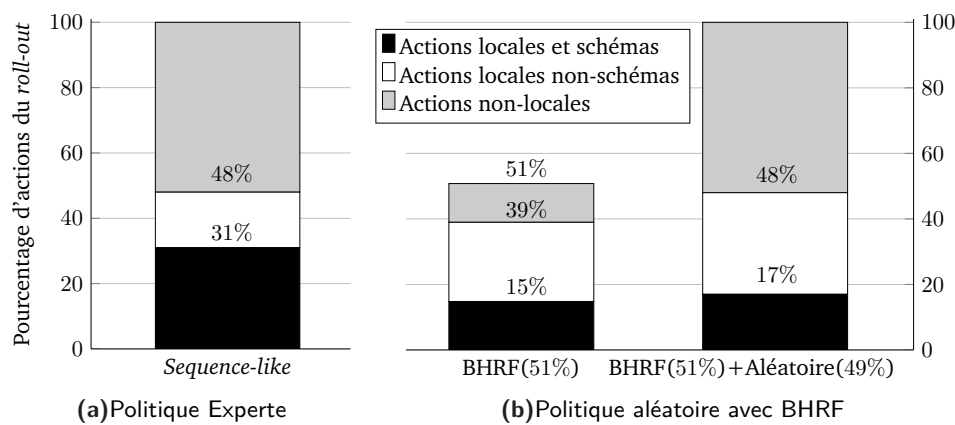 Pourcentage d'actions du roll-out
100
80
60
40
20
0
48%
31%
Sequence-like
(a)Politique Experte
Actions locales et schémas
Actions locales non-schémas
Actions non-locales
51%
39%
15%
48%
17%
100
80
60
40
20
0
BHRF(51%)
BHRF(51%)+Aléatoire(49%)
(b)Politique aléatoire avec BHRF